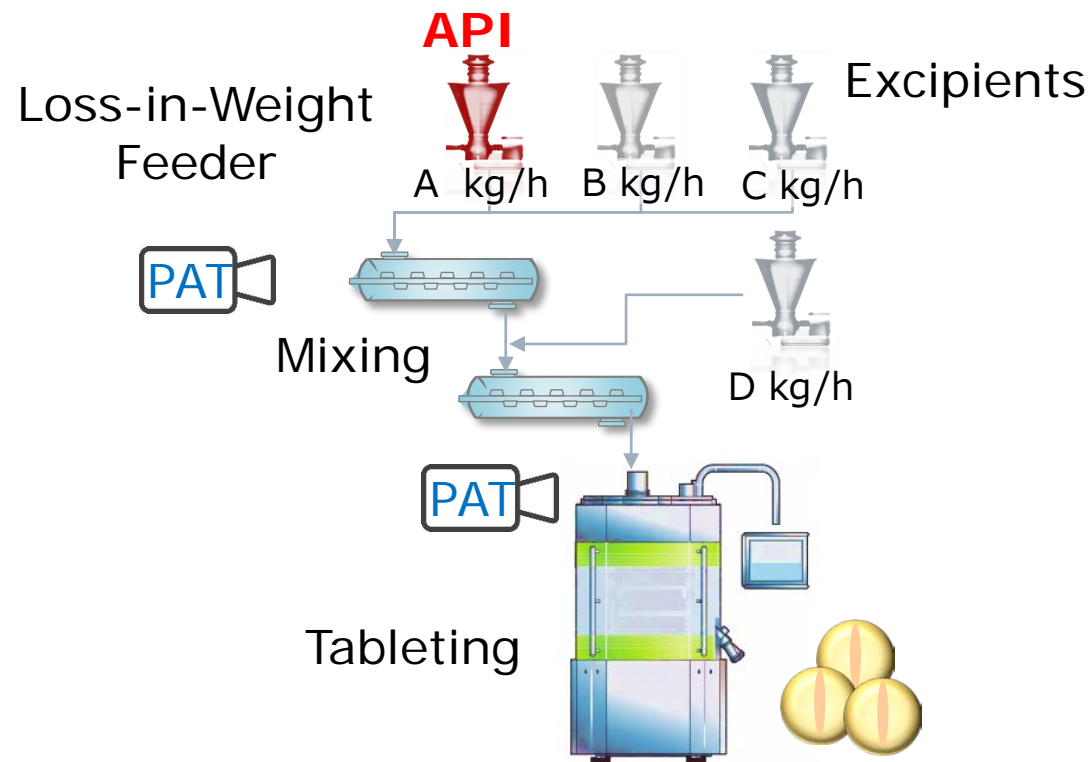 API
Loss-in-Weight
Feeder
Excipients
A kg/h
B kg/h
C kg/h
PAT
Mixing
D kg/h
PAT
Tableting